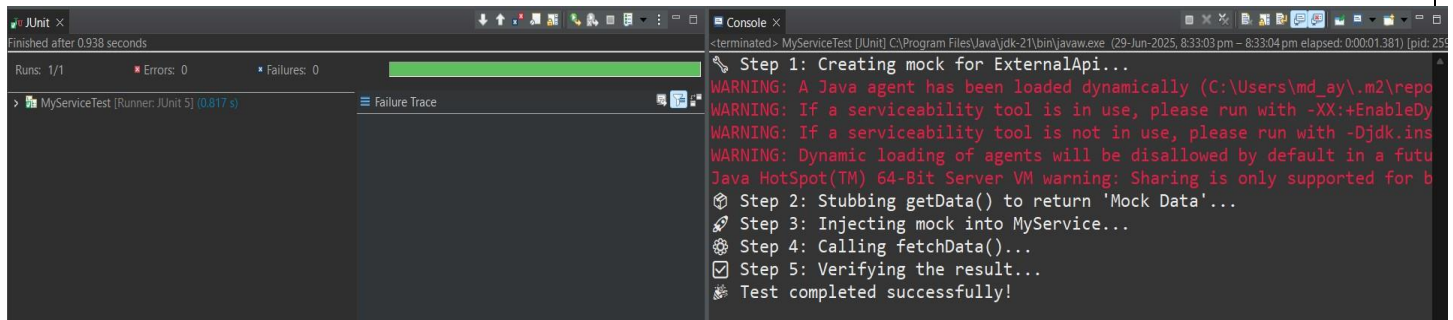 JUnit ×
Finished after 0.938 seconds
Runs: 1/1 Errors: 0 Failures: 0
MyServiceTest [Runner: JUnit 5] (0.817 s)
Failure Trace
Console ×
<terminated> MyServiceTest [JUnit] C:\Program Files\Java\jdk-21\bin\javaw.exe (29-Jun-2025, 8:33:03 pm – 8:33:04 pm elapsed: 0:00:01.381) [pid: 259
Step 1: Creating mock for ExternalApi...
WARNING: A Java agent has been loaded dynamically (C:\Users\md_ay\.m2\repo
WARNING: If a serviceability tool is in use, please run with -XX:+EnableDy
WARNING: If a serviceability tool is not in use, please run with -Djdk.ins
WARNING: Dynamic loading of agents will be disallowed by default in a futu
Java HotSpot(TM) 64-Bit Server VM warning: Sharing is only supported for b
Step 2: Stubbing getData() to return 'Mock Data'...
Step 3: Injecting mock into MyService...
Step 4: Calling fetchData()...
Step 5: Verifying the result...
Test completed successfully!